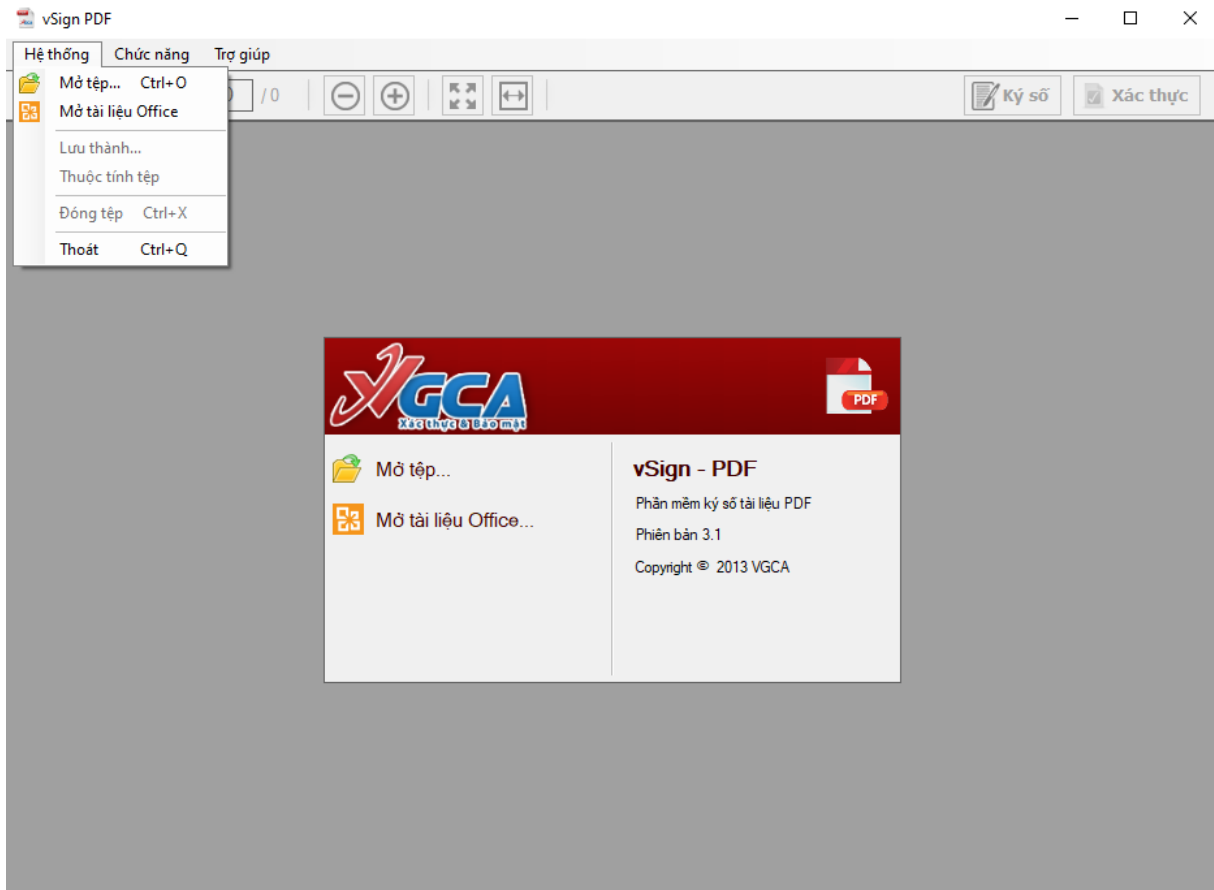 vSign PDF
Hệ thống Chức năng Trợ giúp
Mở tệp... Ctrl+O
/ 0
Ký số
Xác thực
Mở tài liệu Office
Lưu thành...
Thuộc tính tệp
Đóng tệp Ctrl+X
Thoát Ctrl+Q
VGCA
Xác thực & Bảo mật
PDF
Mở tệp...
Mở tài liệu Office...
vSign - PDF
Phần mềm ký số tài liệu PDF
Phiên bản 3.1
Copyright © 2013 VGCA